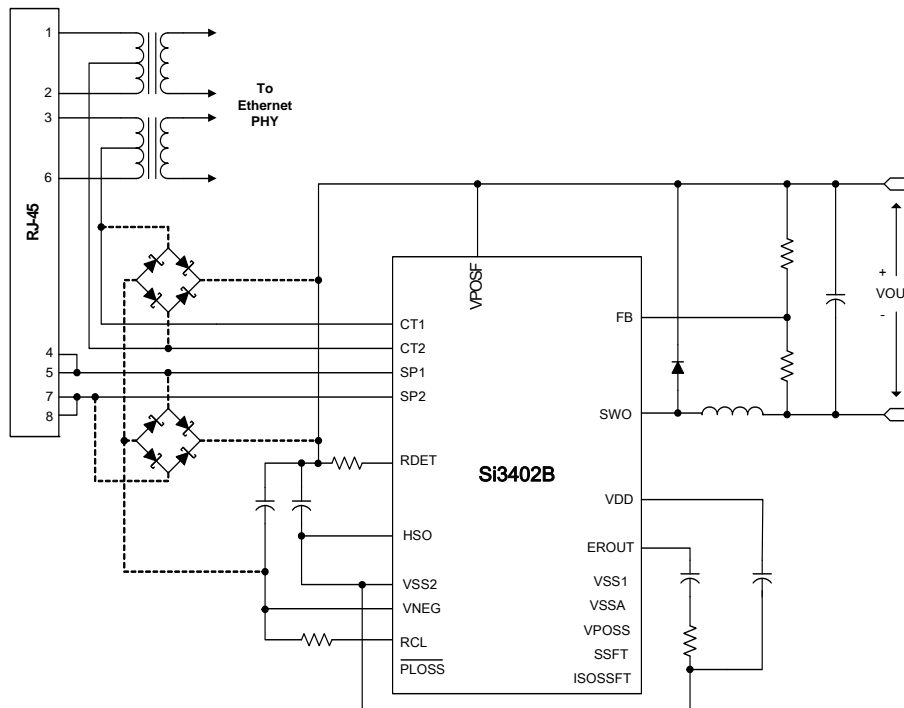 1
2
3
6
4
5
7
8
RJ-45
To
Ethernet
PHY
VPOSF
CT1
CT2
SP1
SP2
RDET
HSO
VSS2
VNEG
RCL
PLOSS
Si3402B
FB
SWO
VDD
EROUT
VSS1
VSSA
VPOSS
SSFT
ISOSSFT
+
VOU
-